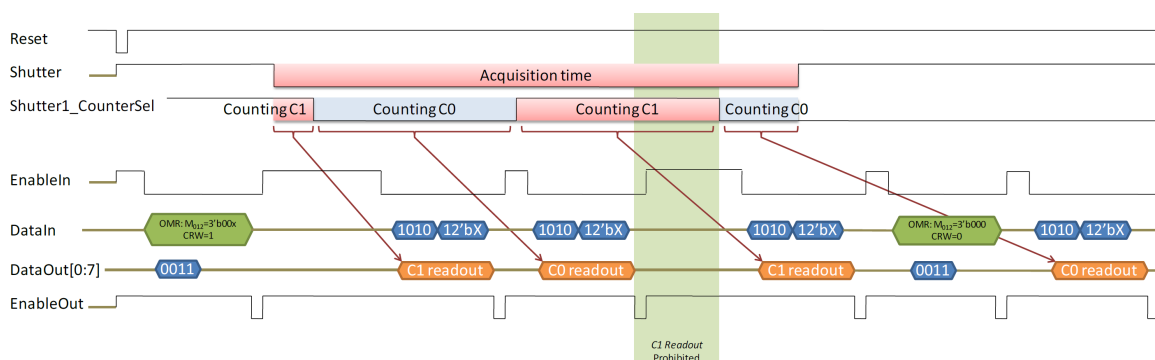 Reset
Shutter
Acquisition time
Shutter1_CounterSel
Counting C1
Counting C0
Counting C1
Counting C0
EnableIn
DataIn
OMR: M012=3'b00x
CRW=1
1010
12'bX
1010
12'bX
1010
12'bX
OMR: M012=3'b000
CRW=0
1010
12'bX
DataOut[0:7]
0011
C1 readout
C0 readout
C1 readout
0011
C0 readout
EnableOut
C1 Readout
Prohibited